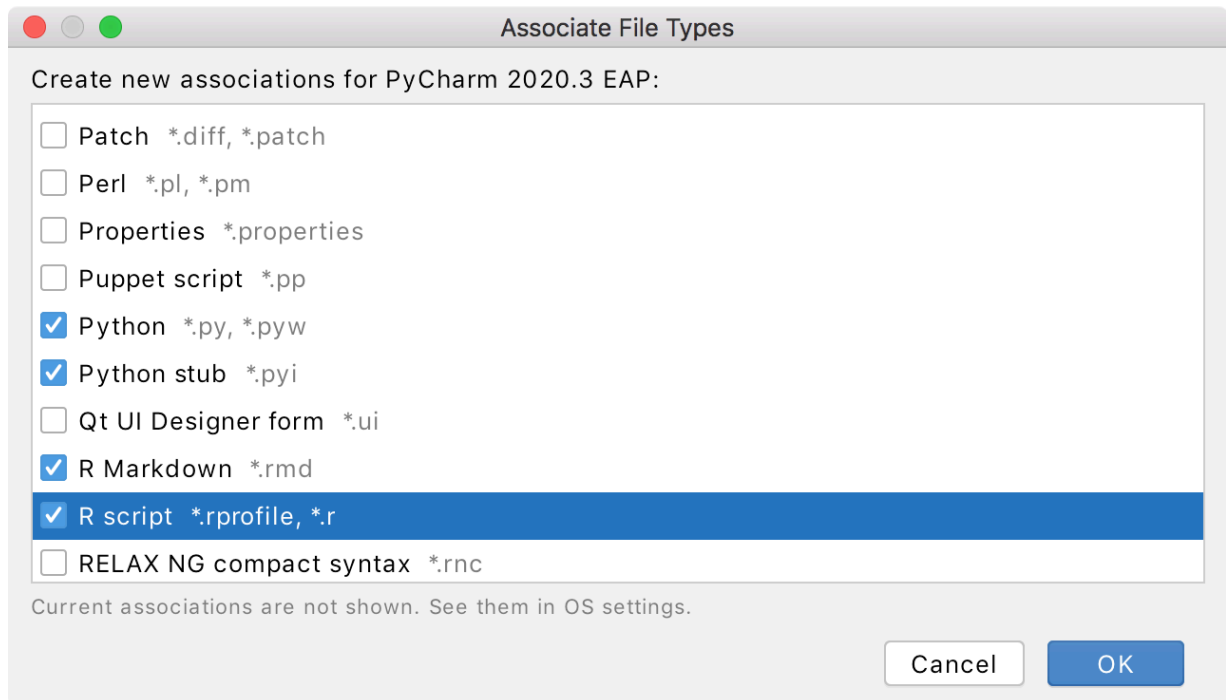 Associate File Types
Create new associations for PyCharm 2020.3 EAP:
Patch *.diff, *.patch
Perl *.pl, *.pm
Properties *.properties
Puppet script *.pp
Python *.py, *.pyw
Python stub *.pyi
Qt UI Designer form *.ui
R Markdown *.rmd
R script *.rprofile, *.r
RELAX NG compact syntax *.rnc
Current associations are not shown. See them in OS settings.
Cancel OK